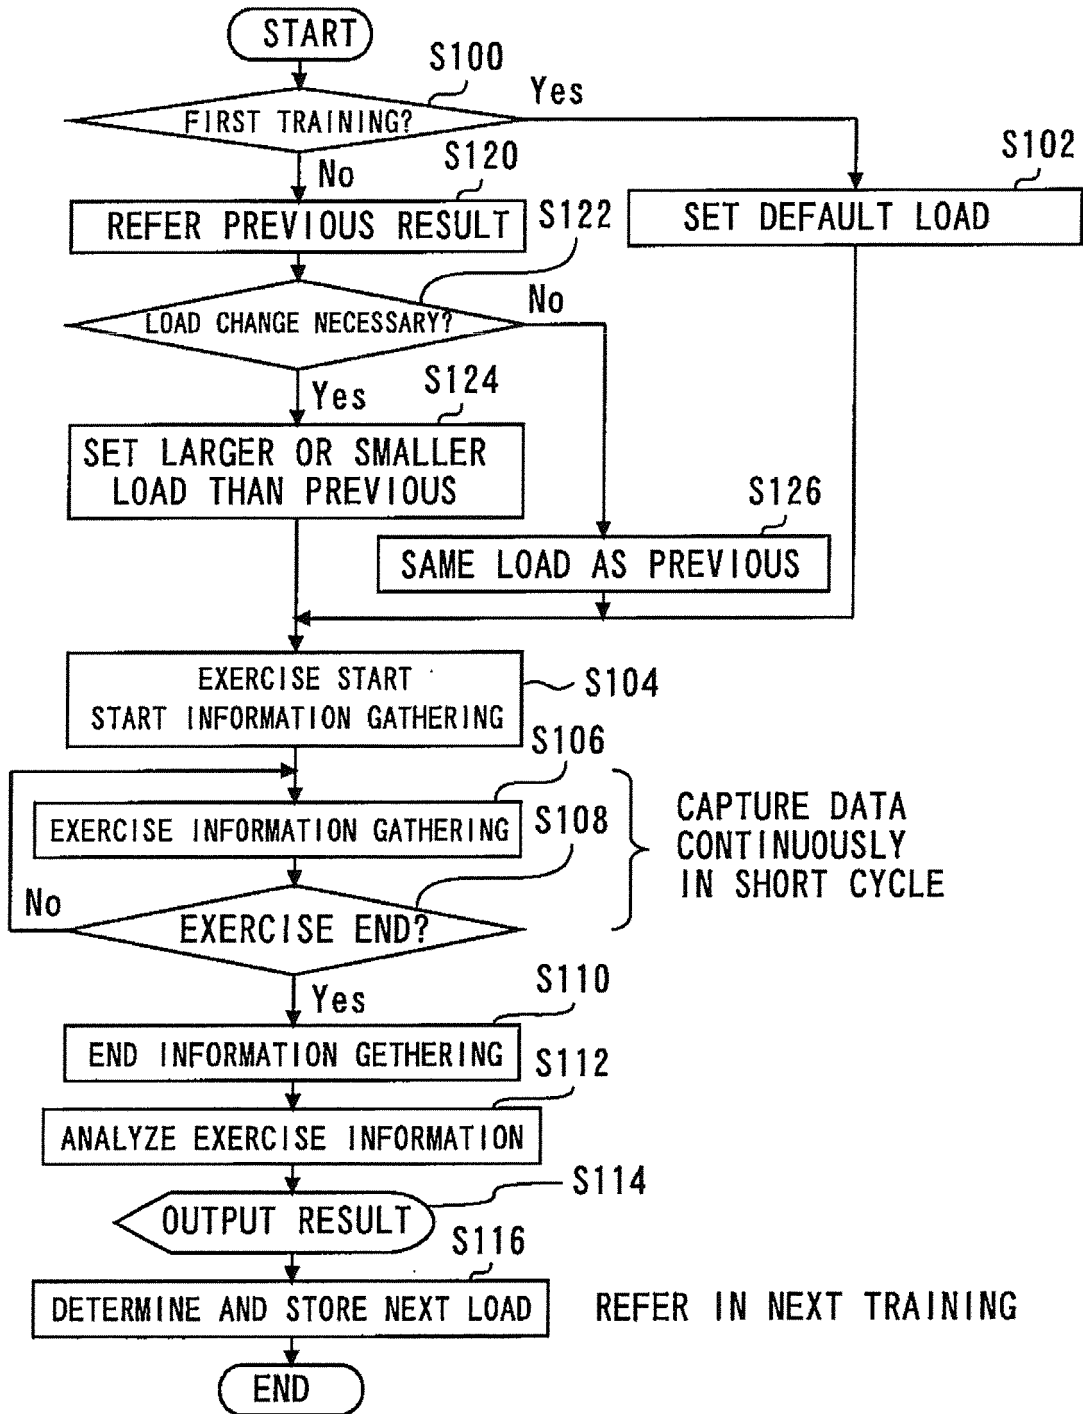 START
S100
Yes
FIRST TRAINING?
No
S120
S102
REFER PREVIOUS RESULT
S122
SET DEFAULT LOAD
No
LOAD CHANGE NECESSARY?
Yes
S124
SET LARGER OR SMALLER
LOAD THAN PREVIOUS
S126
SAME LOAD AS PREVIOUS
EXERCISE START
START INFORMATION GATHERING
S104
S106
EXERCISE INFORMATION GATHERING
S108
CAPTURE DATA
CONTINUOUSLY
IN SHORT CYCLE
No
EXERCISE END?
Yes
S110
END INFORMATION GETHERING
S112
ANALYZE EXERCISE INFORMATION
S114
OUTPUT RESULT
S116
DETERMINE AND STORE NEXT LOAD
REFER IN NEXT TRAINING
END